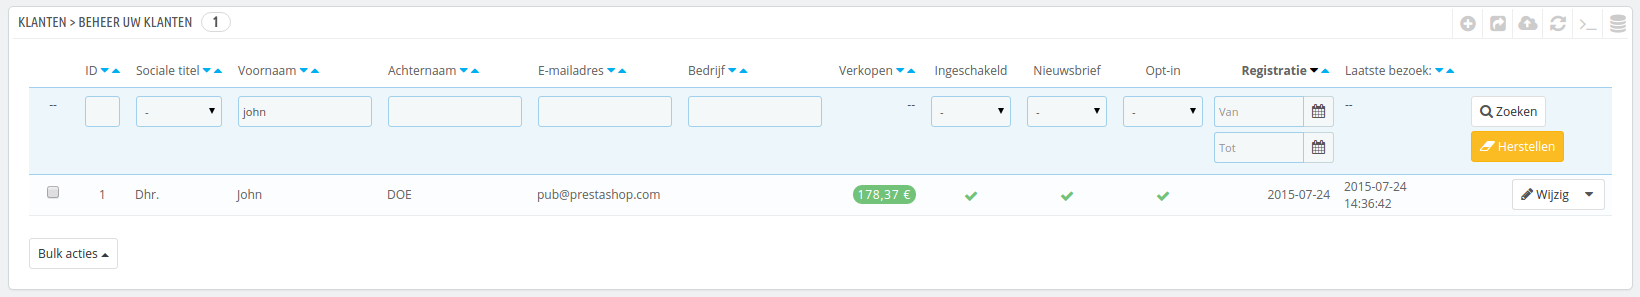 KLANTEN > BEHEER UW KLANTEN 1
ID Sociale titel Voornaam Achternaam E-mailadres Bedrijf Verkopen Ingeschakeld Nieuwsbrief Opt-in Registratie Laatste bezoek:
-- - john -- - - - Van -- Zoeken
Tot Herstellen
1 Dhr. John DOE pub@prestashop.com 178,37 € 2015-07-24 2015-07-24 14:36:42 Wijzig
Bulk acties